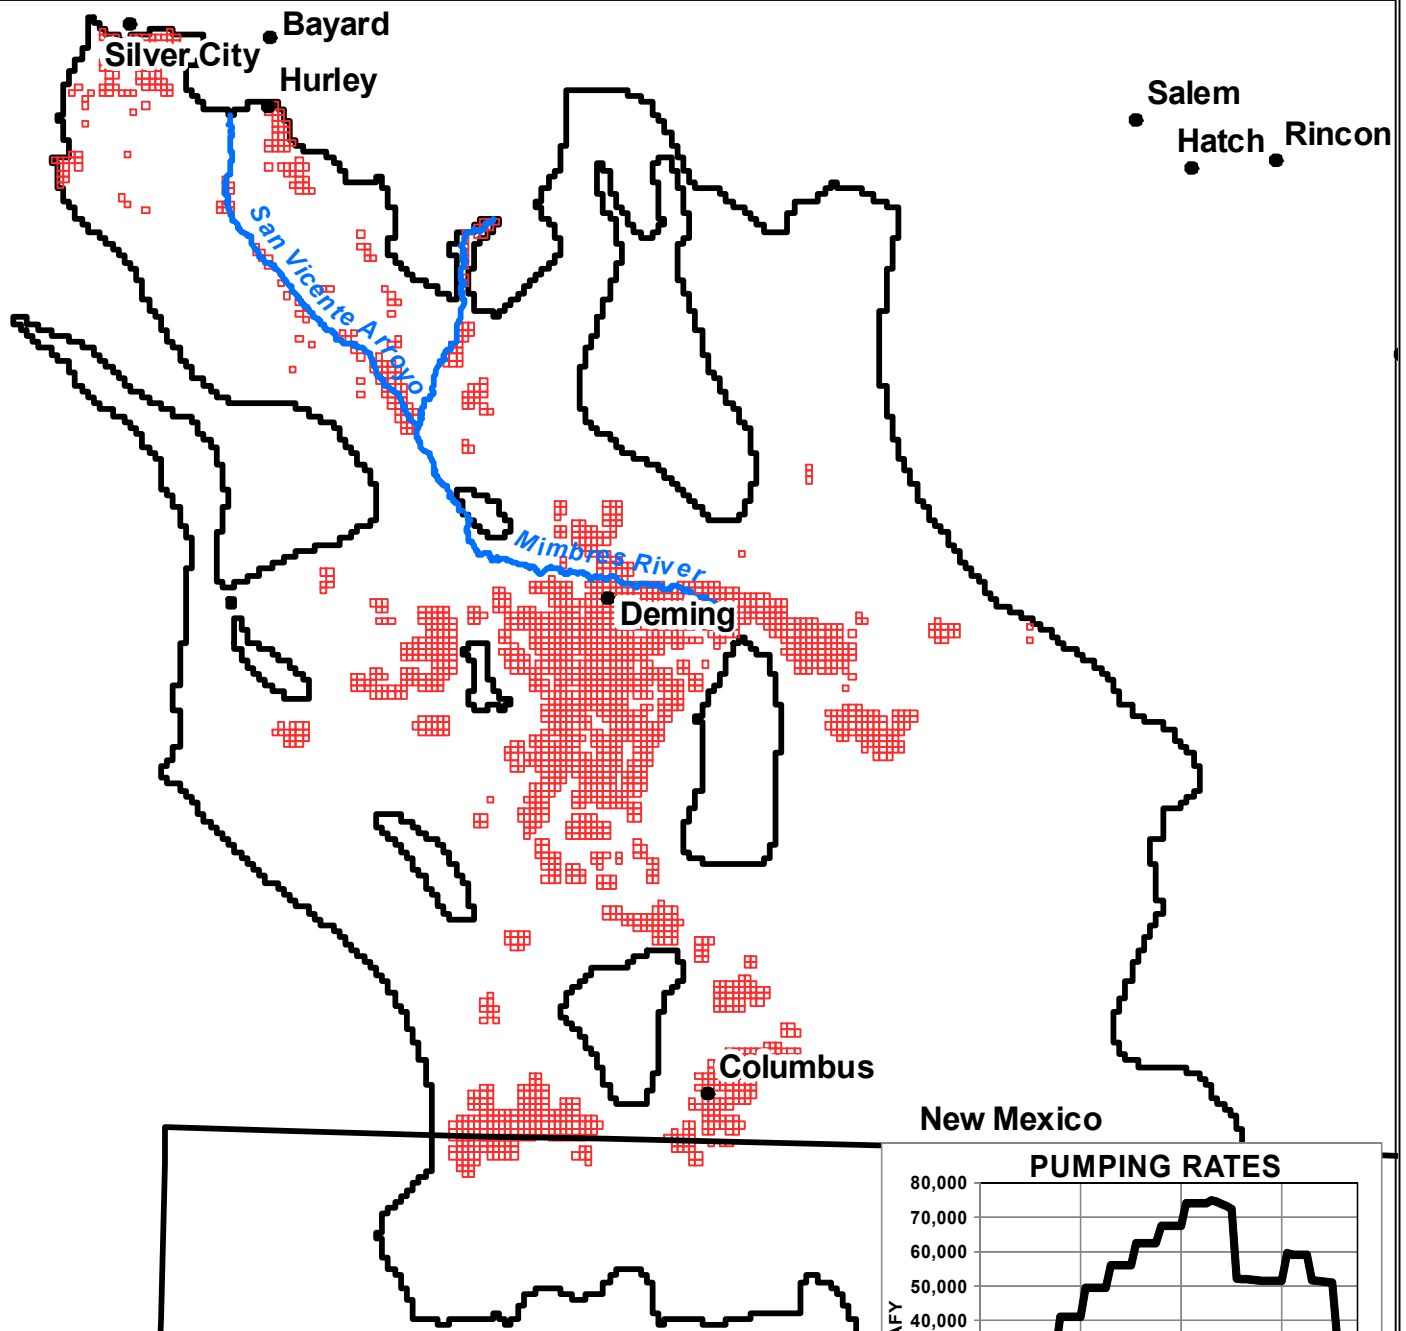 Bayard
Silver City
Hurley
Salem
Hatch
Rincon
San Vicente Arroyo
Mimbres River
Deming
Columbus
New Mexico
PUMPING RATES
80,000
70,000
60,000
50,000
40,000
AFY